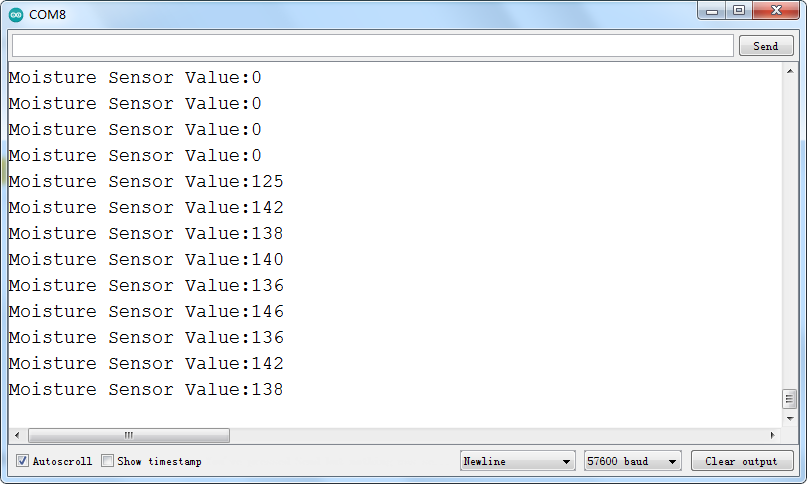 COM8
Send
Moisture Sensor Value:0
Moisture Sensor Value:0
Moisture Sensor Value:0
Moisture Sensor Value:0
Moisture Sensor Value:125
Moisture Sensor Value:142
Moisture Sensor Value:138
Moisture Sensor Value:140
Moisture Sensor Value:136
Moisture Sensor Value:146
Moisture Sensor Value:136
Moisture Sensor Value:142
Moisture Sensor Value:138
Autoscroll Show timestamp Newline 57600 baud Clear output